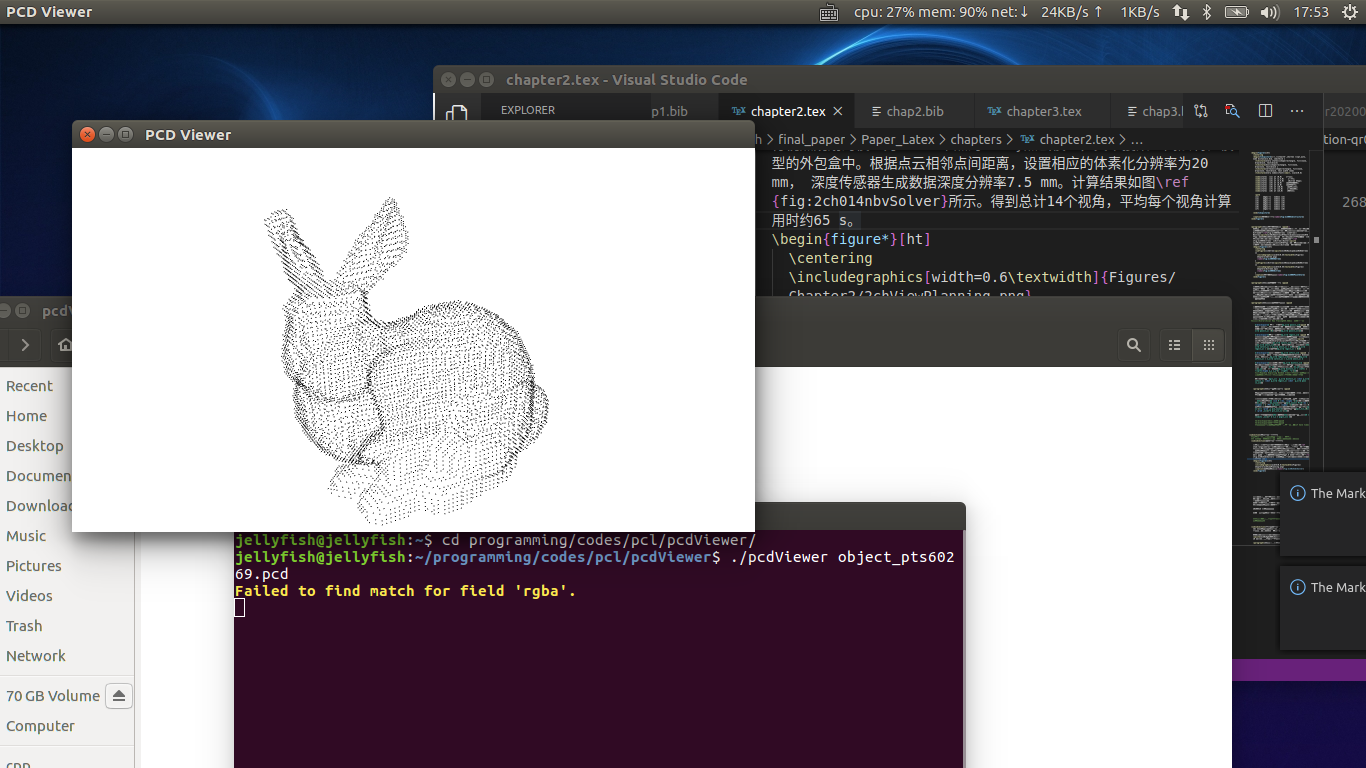 PCD Viewer
cpu: 27% mem: 90% net:↓ 24KB/s ↑ 1KB/s
17:53
chapter2.tex - Visual Studio Code
EXPLORER
p1.bib
chapter2.tex
chap2.bib
chapter3.tex
chap3.
r20200
PCD Viewer
final_paper > Paper_Latex > chapters > chapter2.tex > …
tion-qr
型的外包盒中。根据点云相邻点间距离，设置相应的体素化分辨率为20
mm， 深度传感器生成数据深度分辨率7.5 mm。计算结果如图\ref
{fig:2ch014nbvSolver}所示。得到总计14个视角，平均每个视角计算
268
用时约65 s。
\begin{figure*}[ht]
\centering
\includegraphics[width=0.6\textwidth]{Figures/
Chapter2/2chViewPlanning.png}
pcdV
Recent
Home
Desktop
Documen
Downloa
Music
Pictures
Videos
Trash
Network
70 GB Volume
Computer
cpp
The Mark
The Mark
jellyfish@jellyfish:~$ cd programming/codes/pcl/pcdViewer/
jellyfish@jellyfish:~/programming/codes/pcl/pcdViewer$ ./pcdViewer object_pts602
69.pcd
Failed to find match for field 'rgba'.